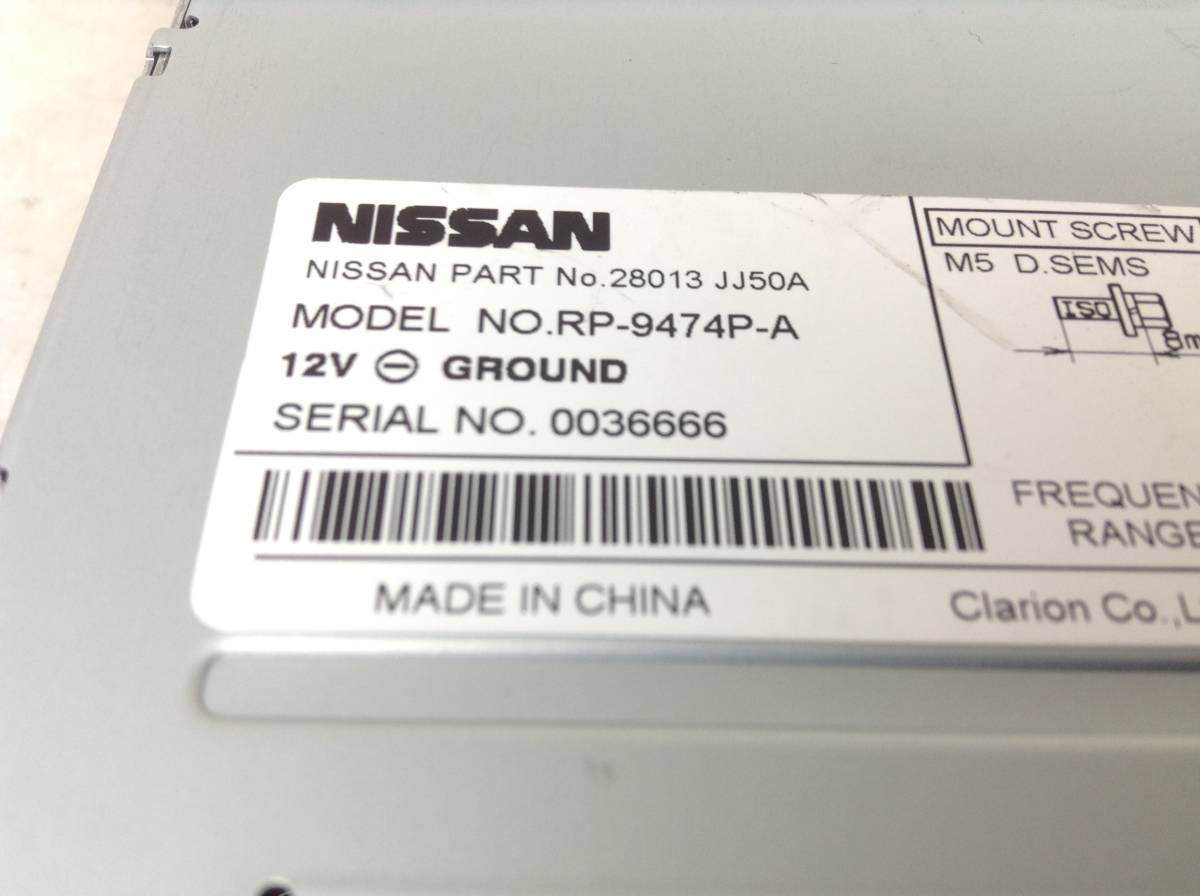 NISSAN
NISSAN PART No.28013 JJ50A
MODEL NO.RP-9474P-A
12V ⊖ GROUND
SERIAL NO. 0036666
MADE IN CHINA
MOUNT SCREW
M5 D.SEMS
ISO
8m
FREQUEN
RANGE
Clarion Co.,L